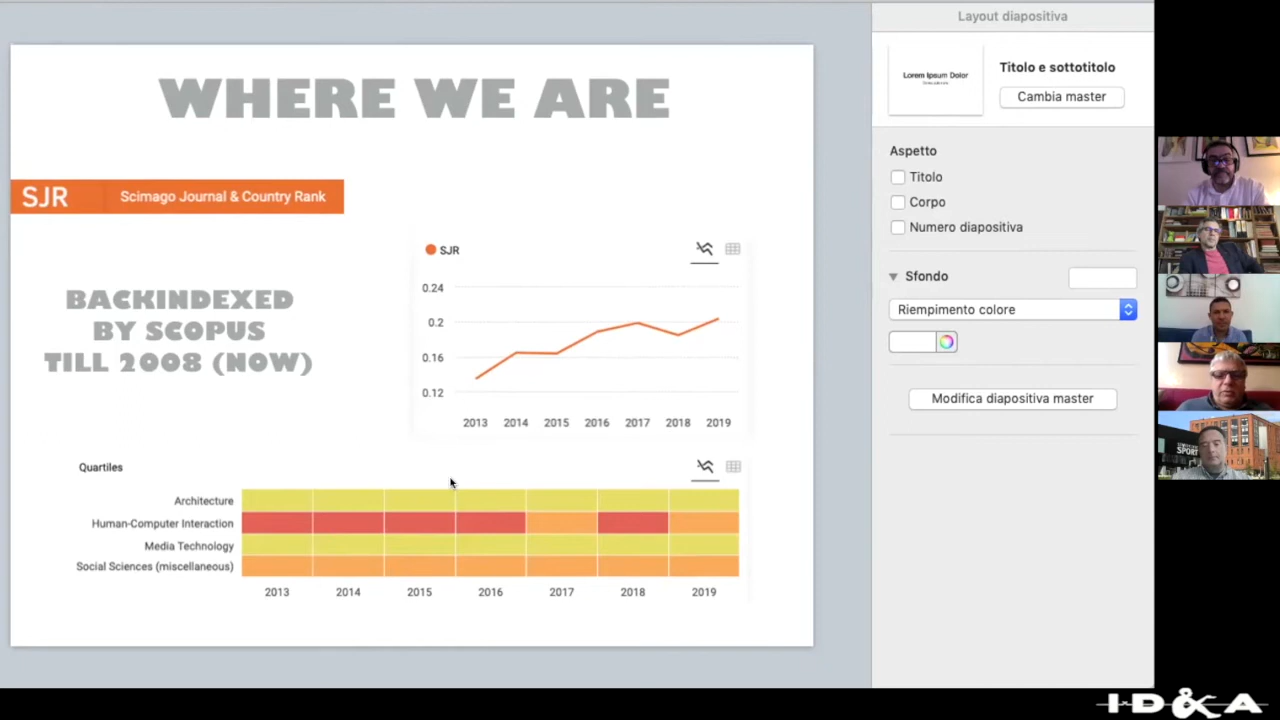 Layout diapositiva
WHERE WE ARE
Lorem Ipsum Dolor
Titolo e sottotitolo
Cambia master
SJR Scimago Journal & Country Rank
Aspetto
Titolo
Corpo
Numero diapositiva
SJR
BACKINDEXED
BY SCOPUS
TILL 2008 (NOW)
0.24
0.2
0.16
0.12
2013 2014 2015 2016 2017 2018 2019
Sfondo
Riempimento colore
Modifica diapositiva master
Quartiles
Architecture
Human-Computer Interaction
Media Technology
Social Sciences (miscellaneous)
2013 2014 2015 2016 2017 2018 2019
SPORT
ID&A